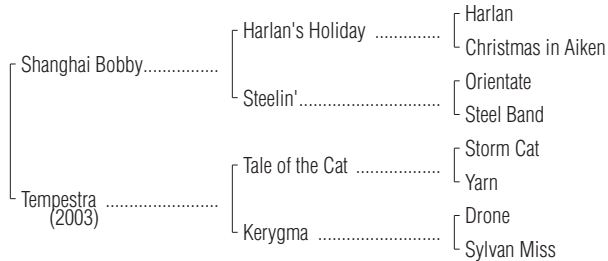 Harlan
Harlan's Holiday ..............
Christmas in Aiken
Shanghai Bobby................
Orientate
Steelin'..............................
Steel Band
Storm Cat
Tale of the Cat ..................
Yarn
Tempestra ........................
(2003)
Drone
Kerygma ..........................
Sylvan Miss